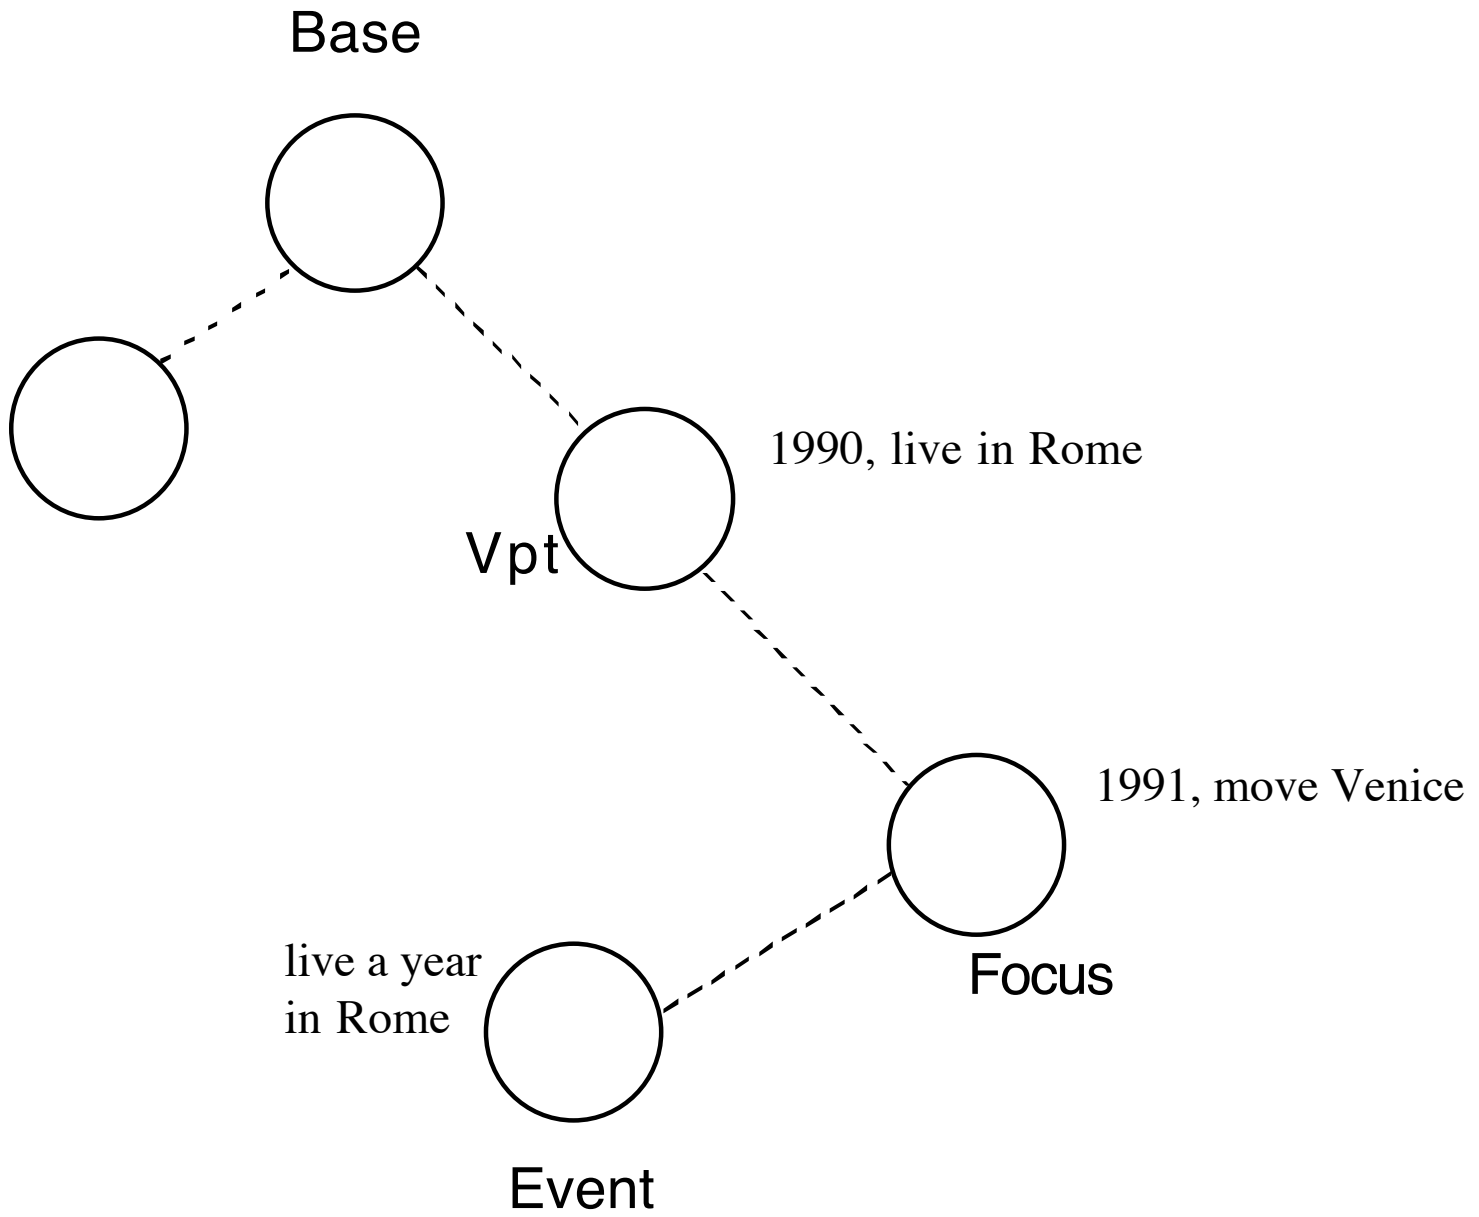 Base
1990, live in Rome
Vpt
1991, move Venice
live a year
in Rome
Focus
Event